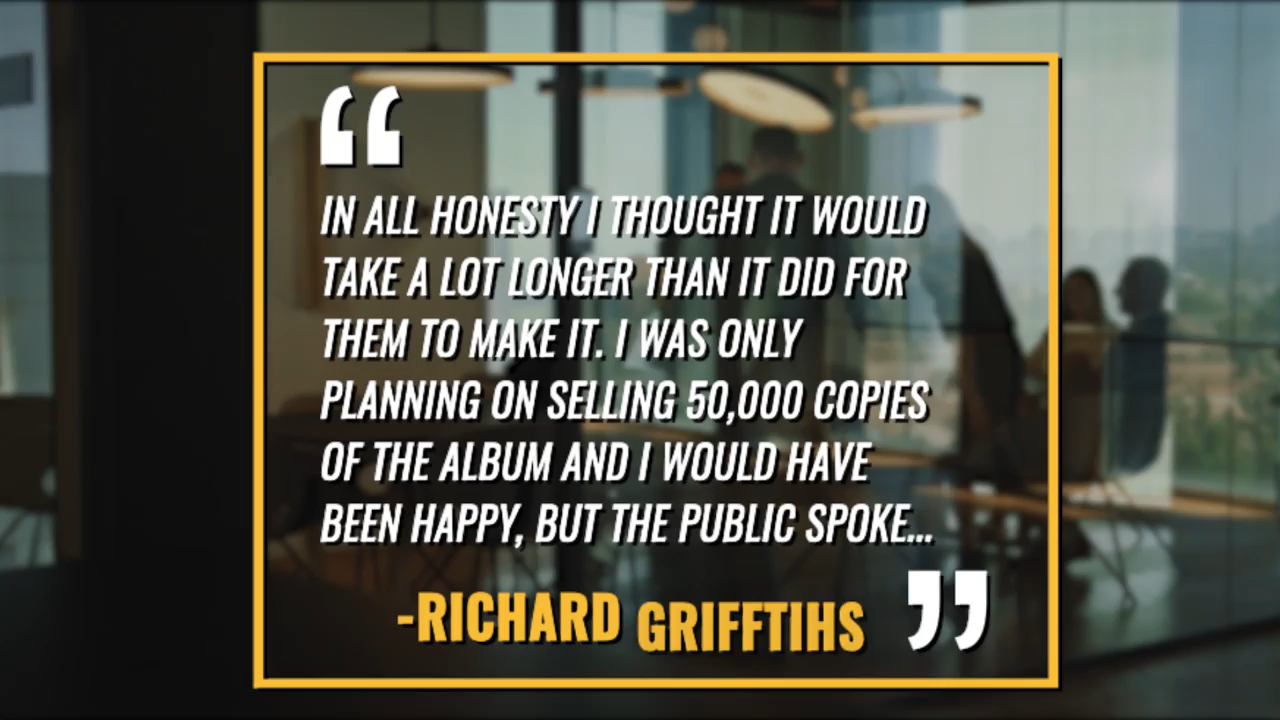 “
IN ALL HONESTY I THOUGHT IT WOULD
TAKE A LOT LONGER THAN IT DID FOR
THEM TO MAKE IT. I WAS ONLY
PLANNING ON SELLING 50,000 COPIES
OF THE ALBUM AND I WOULD HAVE
BEEN HAPPY, BUT THE PUBLIC SPOKE...
-RICHARD GRIFFTIHS ”